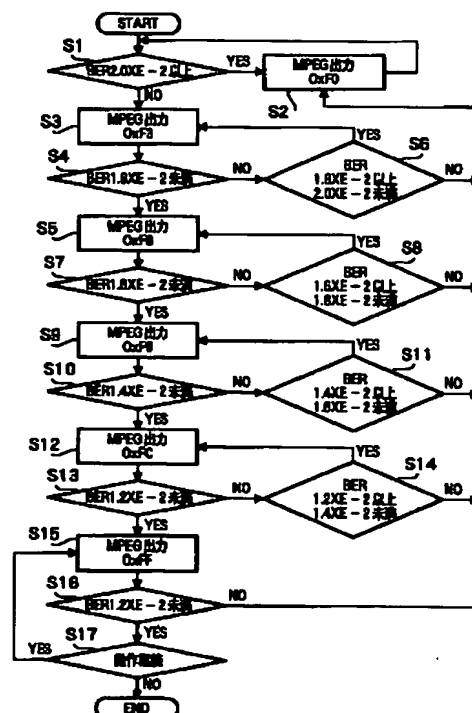 START
S1
BER2.0XE-2以上
YES
MPEG出力
0xF0
S2
NO
S3
MPEG出力
0xF3
YES
S4
BER1.8XE-2未満
NO
S6
BER
1.8XE-2以上
2.0XE-2未満
NO
YES
S5
MPEG出力
YES
S7
NO
S8
BER
1.6XE-2以上
1.8XE-2未満
NO
YES
S9
MPEG出力
YES
S10
BER1.4XE-2未満
NO
S11
BER
1.4XE-2以上
1.6XE-2未満
NO
YES
S12
MPEG出力
0xFC
YES
S13
BER1.2XE-2未満
NO
S14
BER
1.2XE-2以上
1.4XE-2未満
NO
YES
S15
MPEG出力
0xFF
S16
BER1.2XE-2未満
NO
YES
S17
YES
NO
END